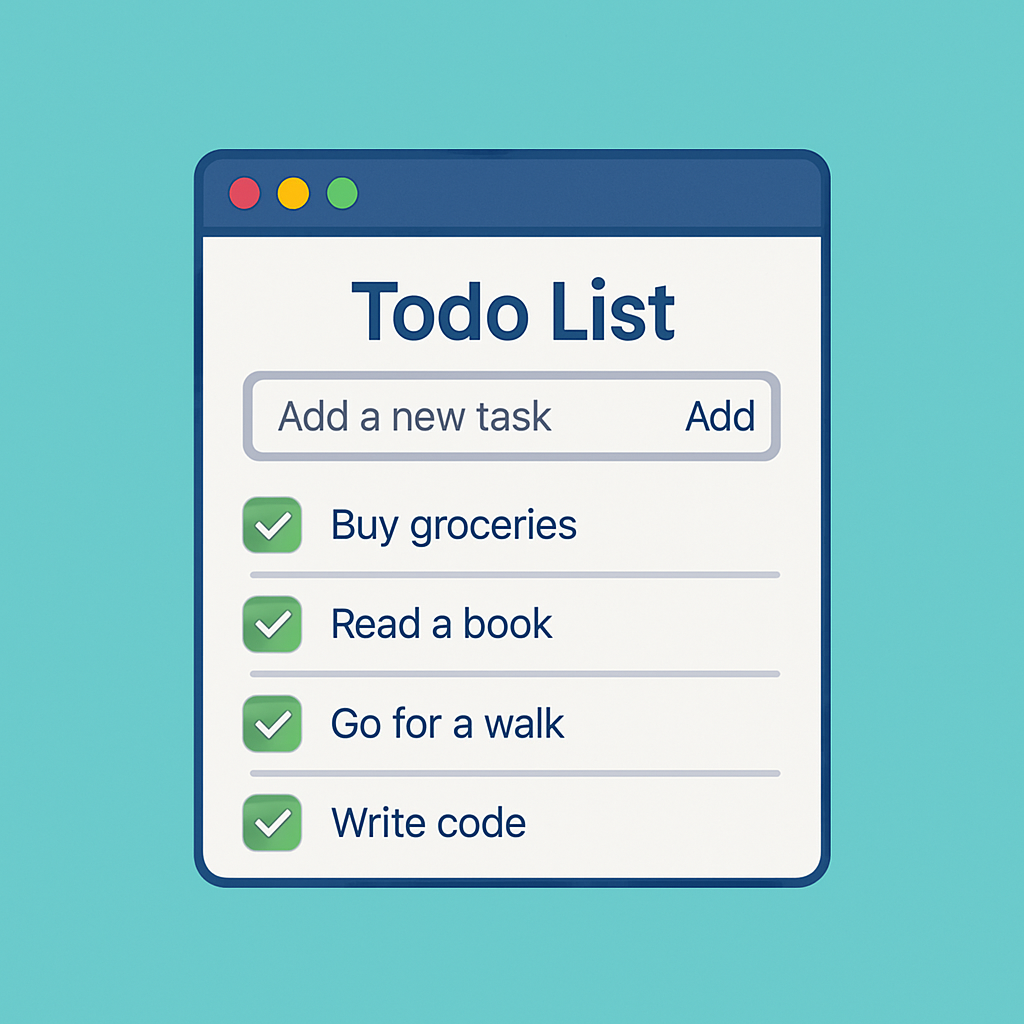 Todo List
Add a new task Add
Buy groceries
Read a book
Go for a walk
Write code